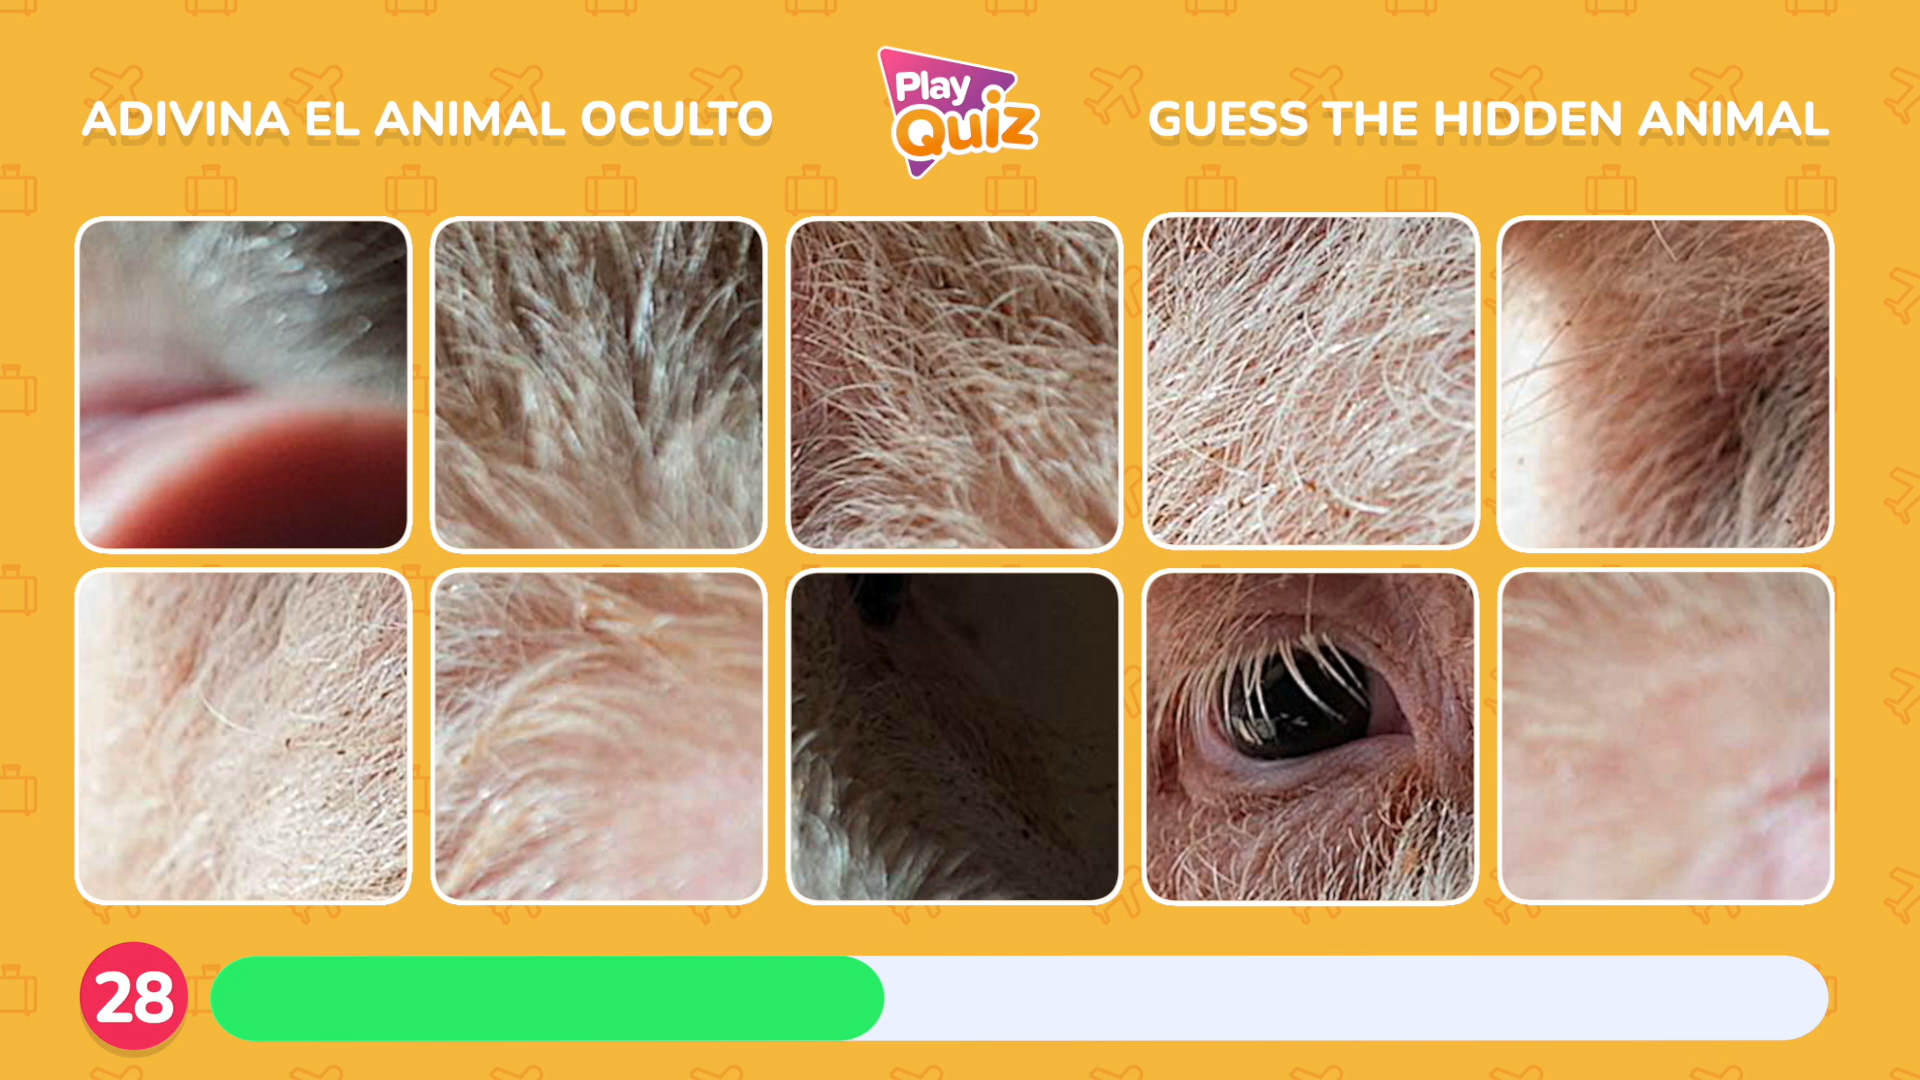 ADIVINA EL ANIMAL OCULTO
Play
Quiz
GUESS THE HIDDEN ANIMAL
28